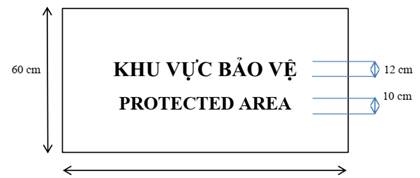 KHU VỰC BẢO VỆ
PROTECTED AREA
60 cm
12 cm
10 cm